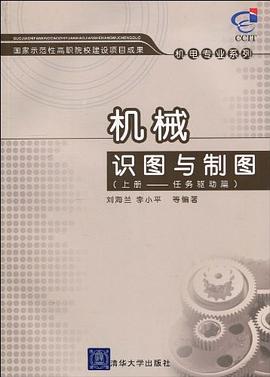 CCIT
国家示范性高职院校建设项目成果
机电专业系列
机械
识图与制图
(上册——任务驱动篇)
刘海兰 李小平 等编著
清华大学出版社